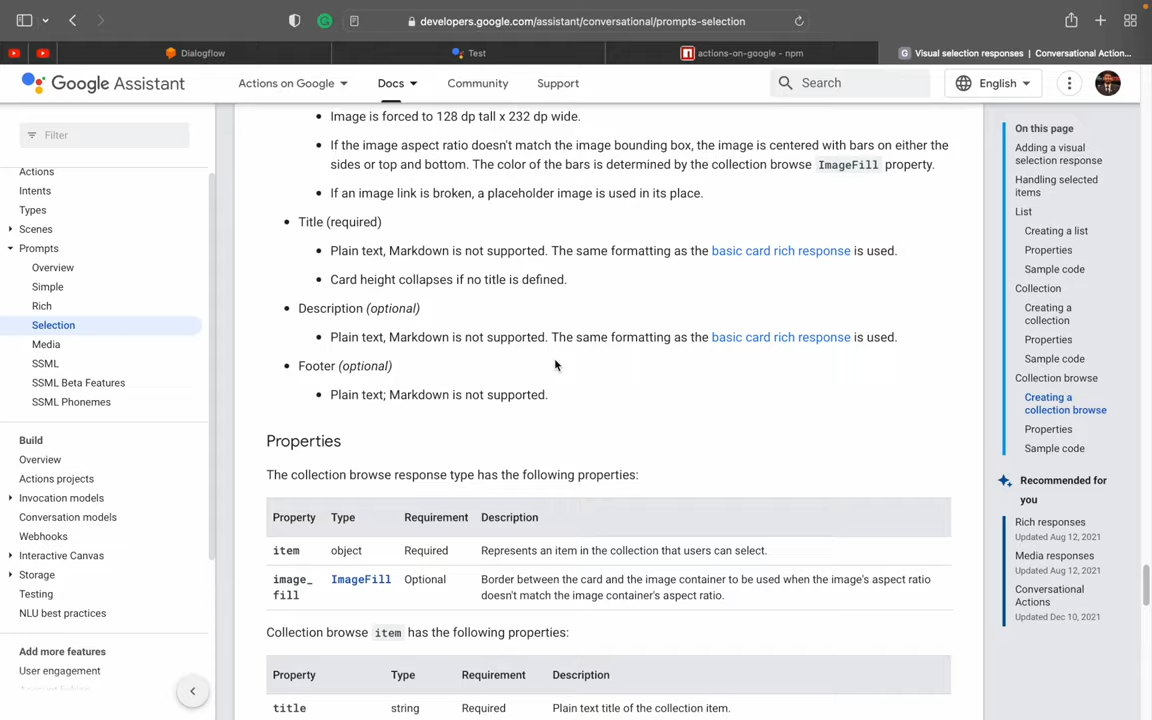 developers.google.com/assistant/conversational/prompts-selection
Dialogflow
Test
actions-on-google - npm
Visual selection responses | Conversational Action...
Google Assistant
Actions on Google
Docs
Community
Support
Search
English
Filter
Actions
Intents
Types
Scenes
Prompts
Overview
Simple
Rich
Selection
Media
SSML
SSML Beta Features
SSML Phonemes
Build
Overview
Actions projects
Invocation models
Conversation models
Webhooks
Interactive Canvas
Storage
Testing
NLU best practices
Add more features
User engagement
Image is forced to 128 dp tall x 232 dp wide.
If the image aspect ratio doesn't match the image bounding box, the image is centered with bars on either the
sides or top and bottom. The color of the bars is determined by the collection browse ImageFill property.
If an image link is broken, a placeholder image is used in its place.
Title (required)
Plain text, Markdown is not supported. The same formatting as the basic card rich response is used.
Card height collapses if no title is defined.
Description (optional)
Plain text, Markdown is not supported. The same formatting as the basic card rich response is used.
Footer (optional)
Plain text; Markdown is not supported.
Properties
The collection browse response type has the following properties:
Property Type Requirement Description
item object Required Represents an item in the collection that users can select.
image_ ImageFill Optional Border between the card and the image container to be used when the image's aspect ratio
fill doesn't match the image container's aspect ratio.
Collection browse item has the following properties:
Property Type Requirement Description
title string Required Plain text title of the collection item.
On this page
Adding a visual
selection response
Handling selected
items
List
Creating a list
Properties
Sample code
Collection
Creating a
collection
Properties
Sample code
Collection browse
Creating a
collection browse
Properties
Sample code
Recommended for
you
Rich responses
Updated Aug 12, 2021
Media responses
Updated Aug 12, 2021
Conversational
Actions
Updated Dec 10, 2021